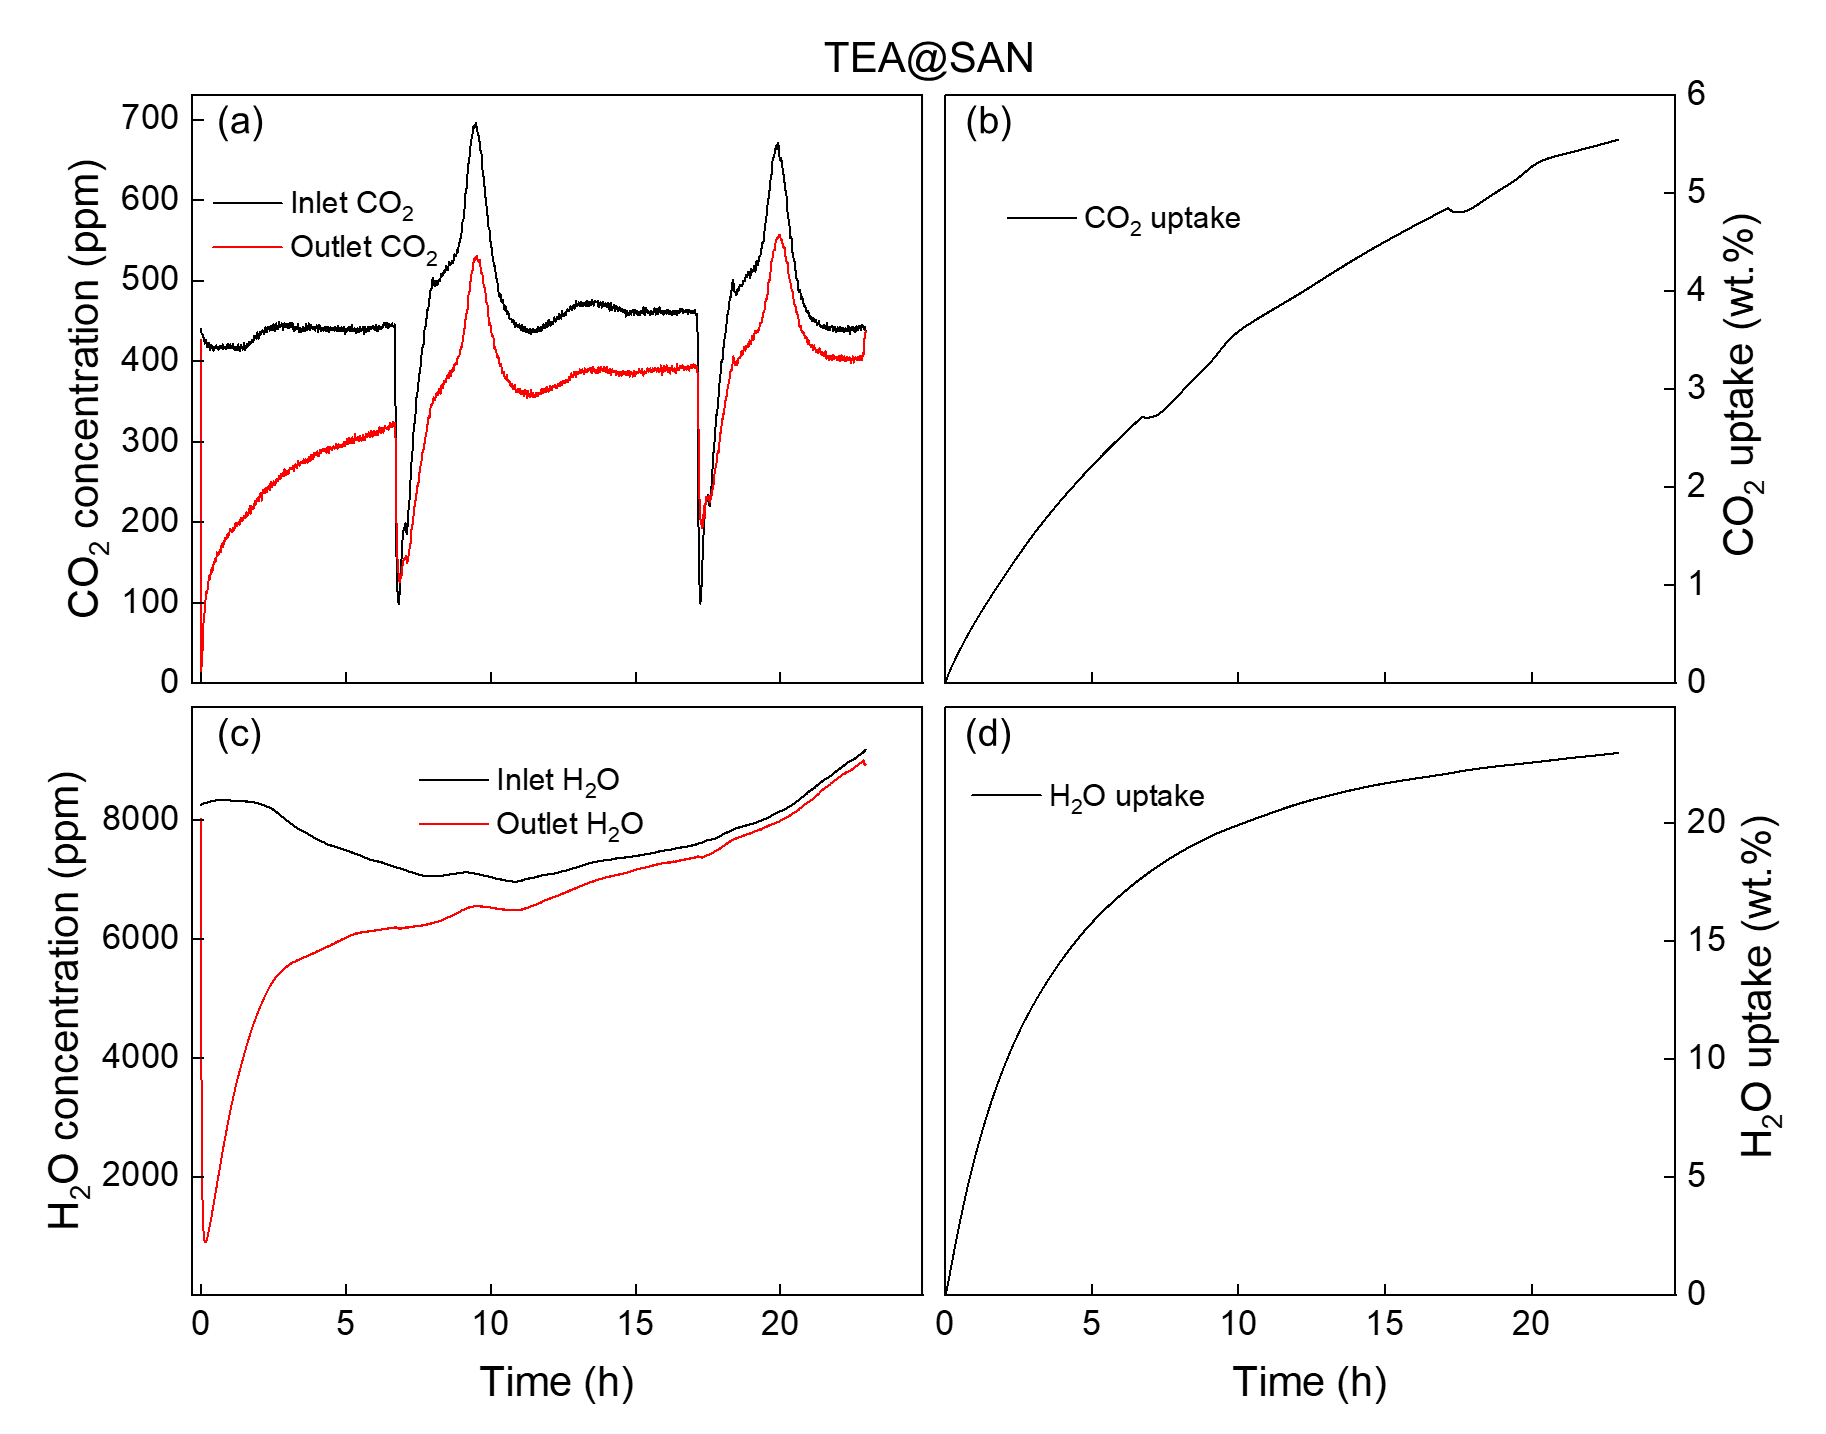 TEA@SAN
(a)
Inlet CO₂
Outlet CO₂
CO₂ concentration (ppm)
700
600
500
400
300
200
100
0
(b)
CO₂ uptake
6
5
4
3
2
1
0
CO₂ uptake (wt.%)
(c)
Inlet H₂O
Outlet H₂O
H₂O concentration (ppm)
8000
6000
4000
2000
0 5 10 15 20
Time (h)
(d)
H₂O uptake
20
15
10
5
0
H₂O uptake (wt.%)
0 5 10 15 20
Time (h)